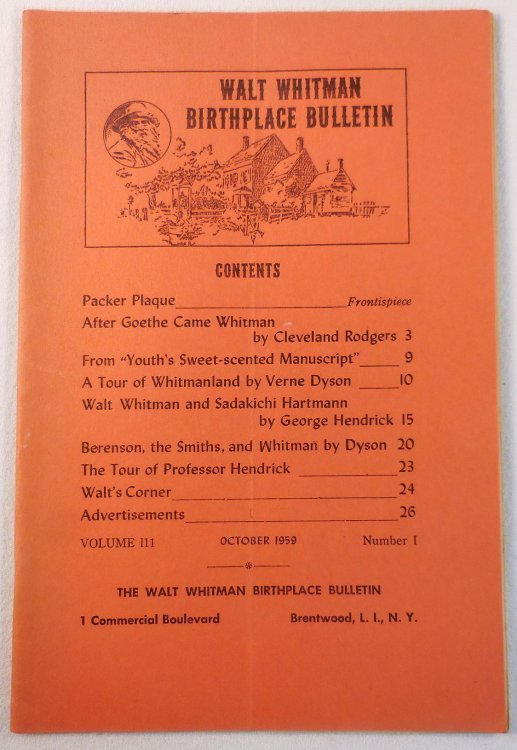 WALT WHITMAN
BIRTHPLACE BULLETIN
CONTENTS
Packer Plaque Frontispiece
After Goethe Came Whitman
by Cleveland Rodgers 3
From "Youth's Sweet-scented Manuscript" 9
A Tour of Whitmanland by Verne Dyson 10
Walt Whitman and Sadakichi Hartmann
by George Hendrick 15
Berenson, the Smiths, and Whitman by Dyson 20
The Tour of Professor Hendrick 23
Walt's Corner 24
Advertisements 26
VOLUME III OCTOBER 1959 Number I
THE WALT WHITMAN BIRTHPLACE BULLETIN
1 Commercial Boulevard Brentwood, L. I., N. Y.